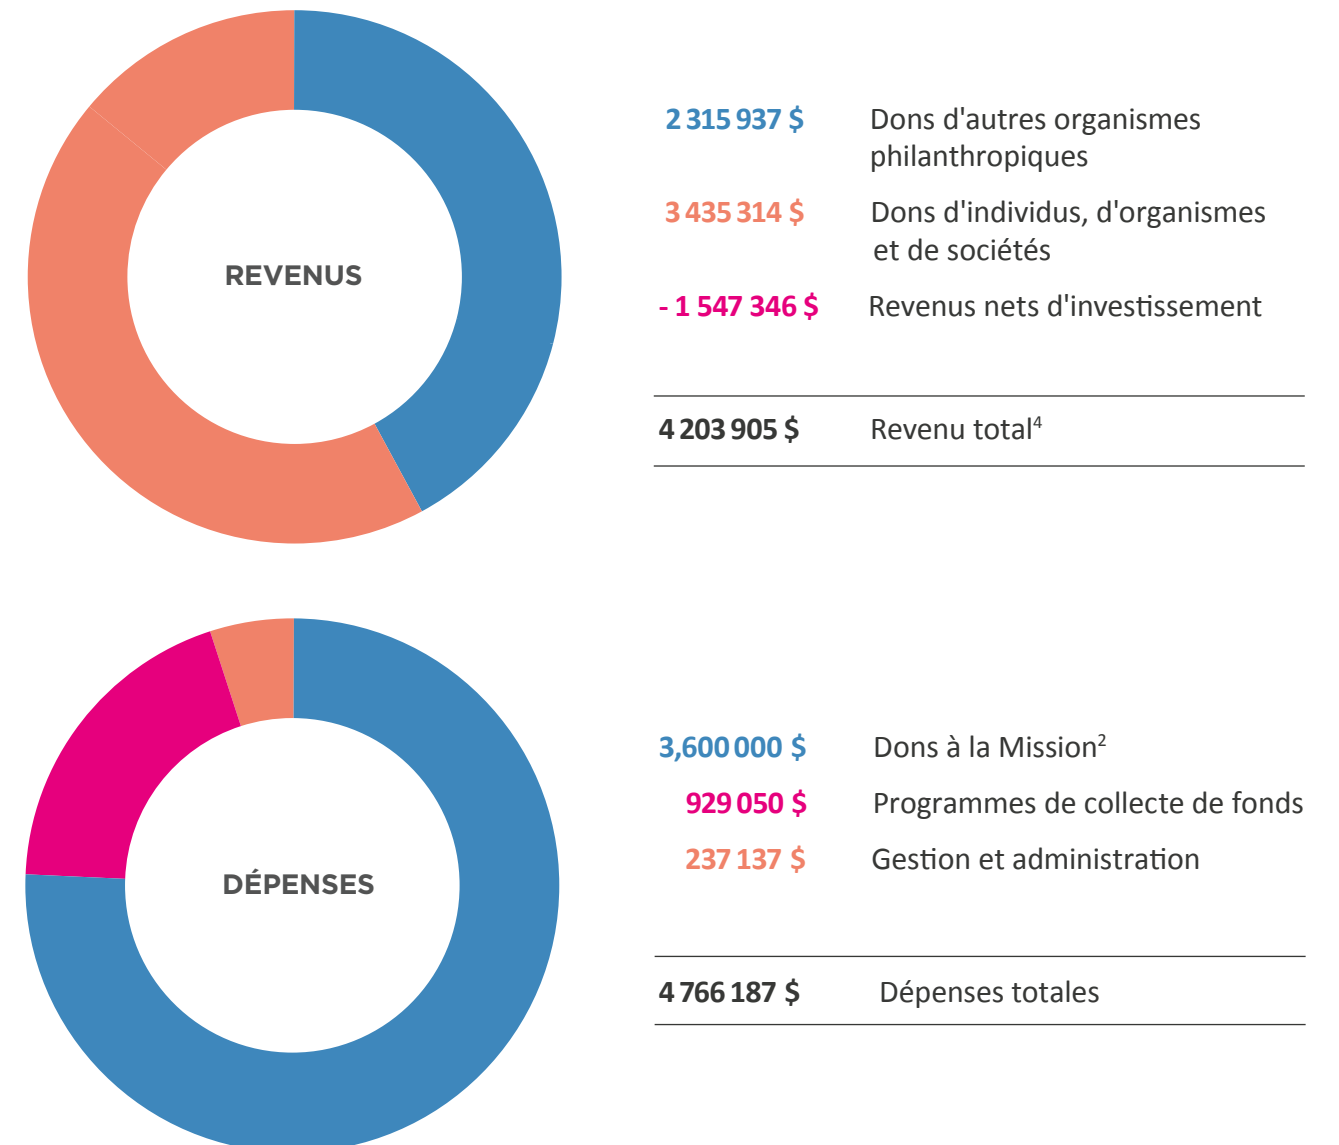 REVENUS
2 315 937 $ Dons d'autres organismes
philanthropiques
3 435 314 $ Dons d'individus, d'organismes
et de sociétés
- 1 547 346 $ Revenus nets d'investissement
4 203 905 $ Revenu total⁴
DÉPENSES
3,600 000 $ Dons à la Mission²
929 050 $ Programmes de collecte de fonds
237 137 $ Gestion et administration
4 766 187 $ Dépenses totales